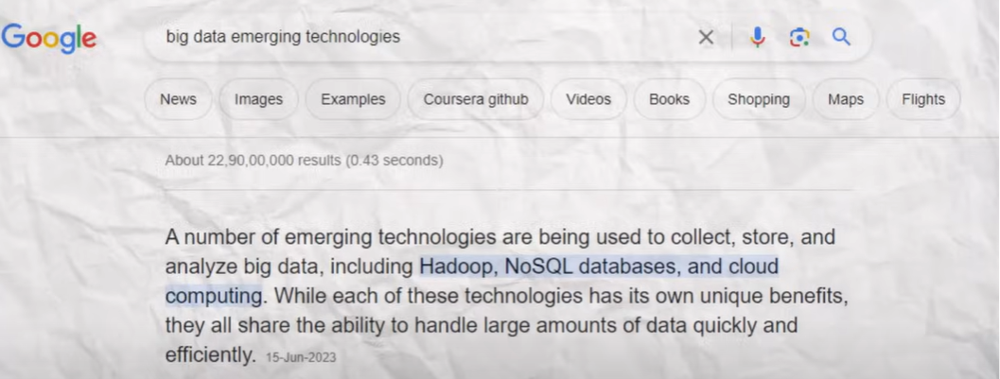 Google
big data emerging technologies
News Images Examples Coursera github Videos Books Shopping Maps Flights
About 22,90,00,000 results (0.43 seconds)
A number of emerging technologies are being used to collect, store, and
analyze big data, including Hadoop, NoSQL databases, and cloud
computing. While each of these technologies has its own unique benefits,
they all share the ability to handle large amounts of data quickly and
efficiently. 15-Jun-2023